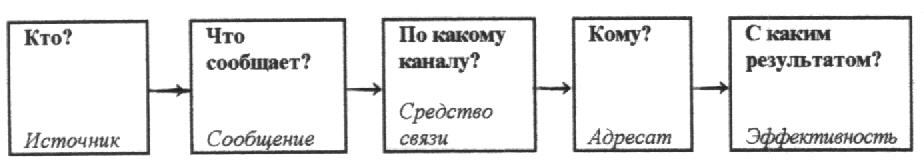 Кто?
Источник
Что
сообщает?
Сообщение
По какому
каналу?
Средство
связи
Кому?
Адресат
С каким
результатом?
Эффективность